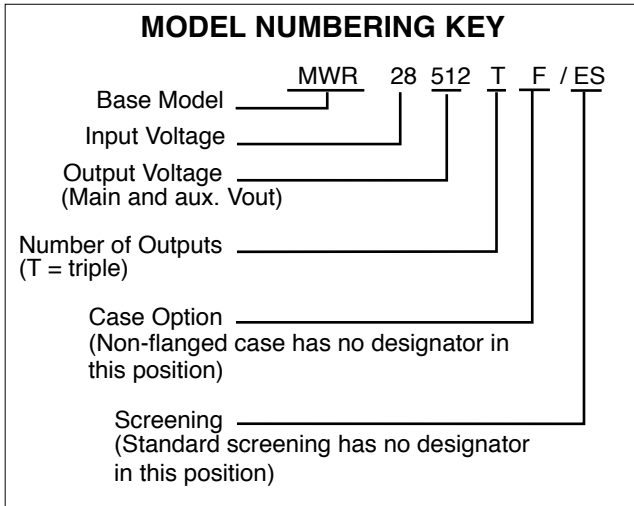 MODEL NUMBERING KEY
MWR 28 512 T F / ES
Base Model
Input Voltage
Output Voltage
(Main and aux. Vout)
Number of Outputs
(T = triple)
Case Option
(Non-flanged case has no designator in
this position)
Screening
(Standard screening has no designator
in this position)